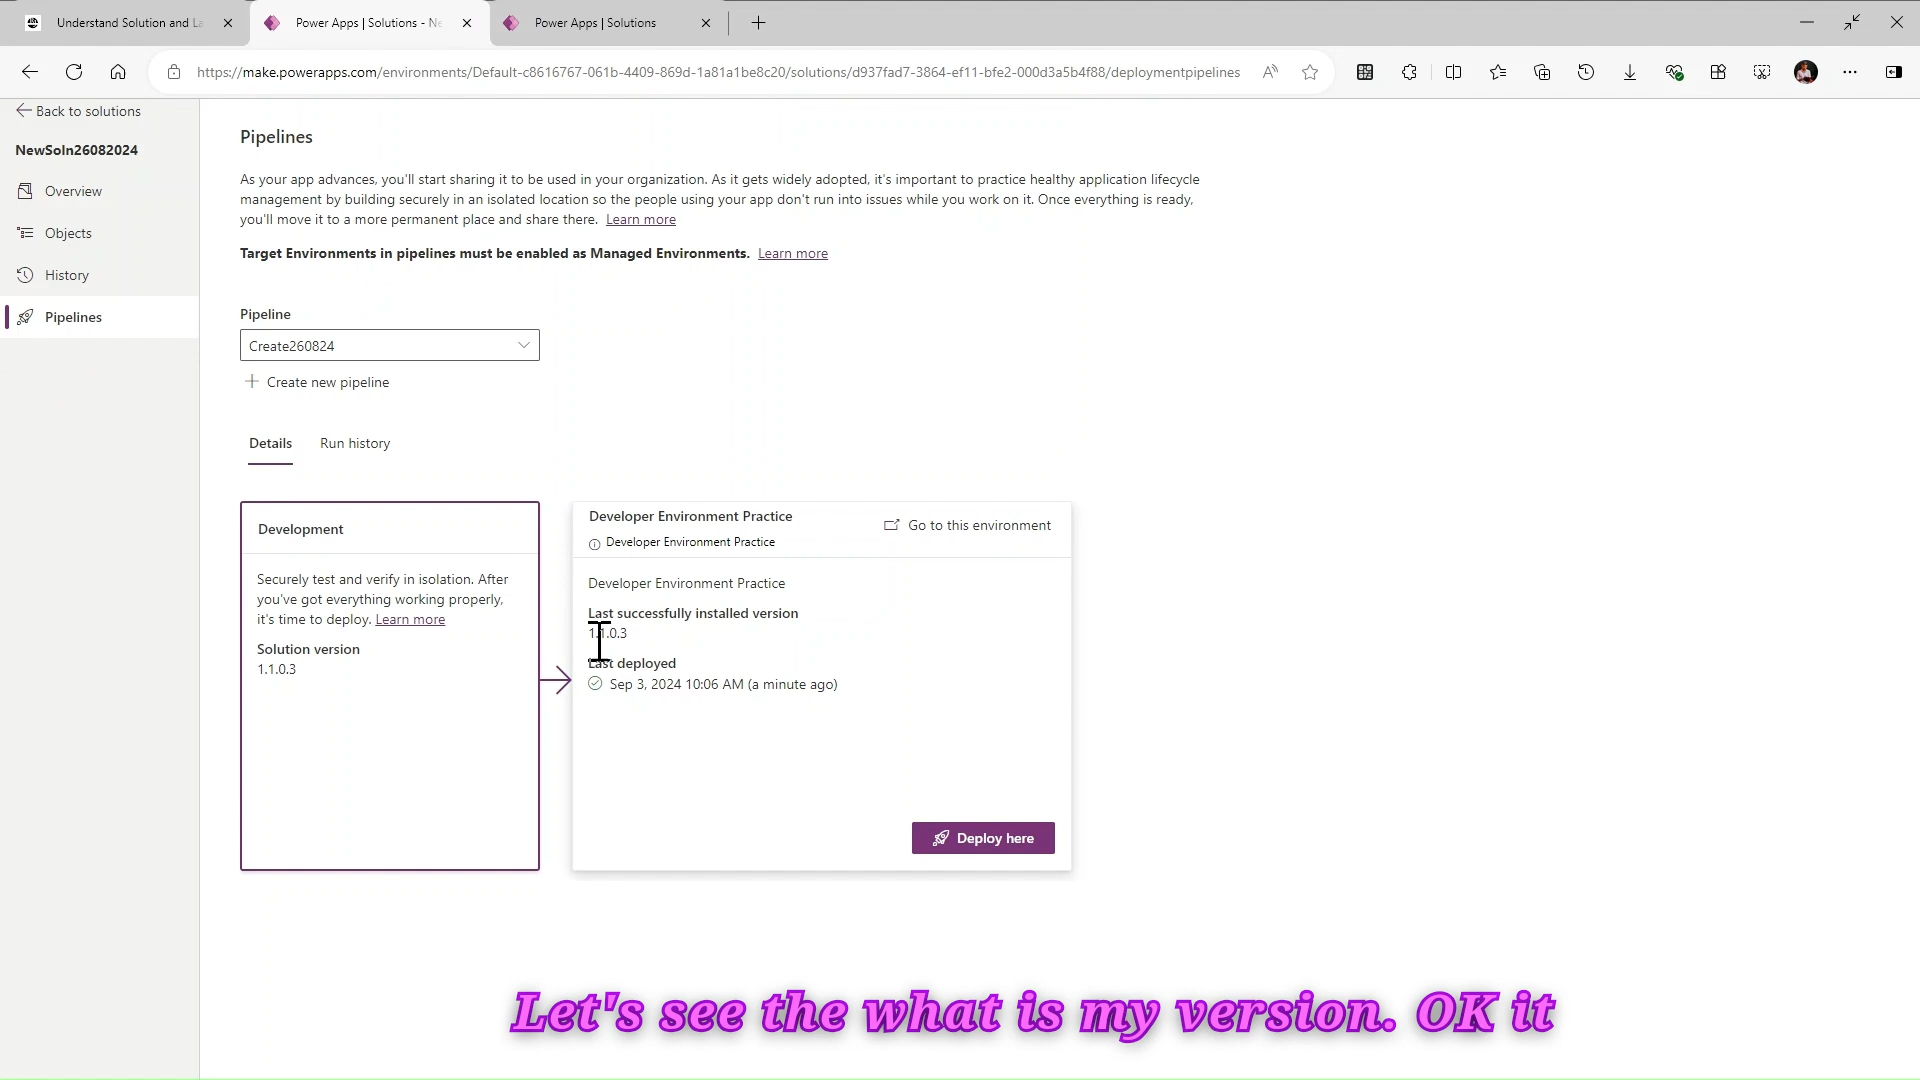 Understand Solution and La
Power Apps | Solutions - Ne
Power Apps | Solutions
https://make.powerapps.com/environments/Default-c8616767-061b-4409-869d-1a81a1be8c20/solutions/d937fad7-3864-ef11-bfe2-000d3a5b4f88/deploymentpipelines
Back to solutions
NewSoln26082024
Overview
Objects
History
Pipelines
Pipelines
As your app advances, you'll start sharing it to be used in your organization. As it gets widely adopted, it's important to practice healthy application lifecycle
management by building securely in an isolated location so the people using your app don't run into issues while you work on it. Once everything is ready,
you'll move it to a more permanent place and share there. Learn more
Target Environments in pipelines must be enabled as Managed Environments. Learn more
Pipeline
Create260824
Create new pipeline
Details
Run history
Development
Securely test and verify in isolation. After
you've got everything working properly,
it's time to deploy. Learn more
Solution version
1.1.0.3
Developer Environment Practice
Go to this environment
Developer Environment Practice
Developer Environment Practice
Last successfully installed version
1.1.0.3
Last deployed
Sep 3, 2024 10:06 AM (a minute ago)
Deploy here
Let's see the what is my version. OK it